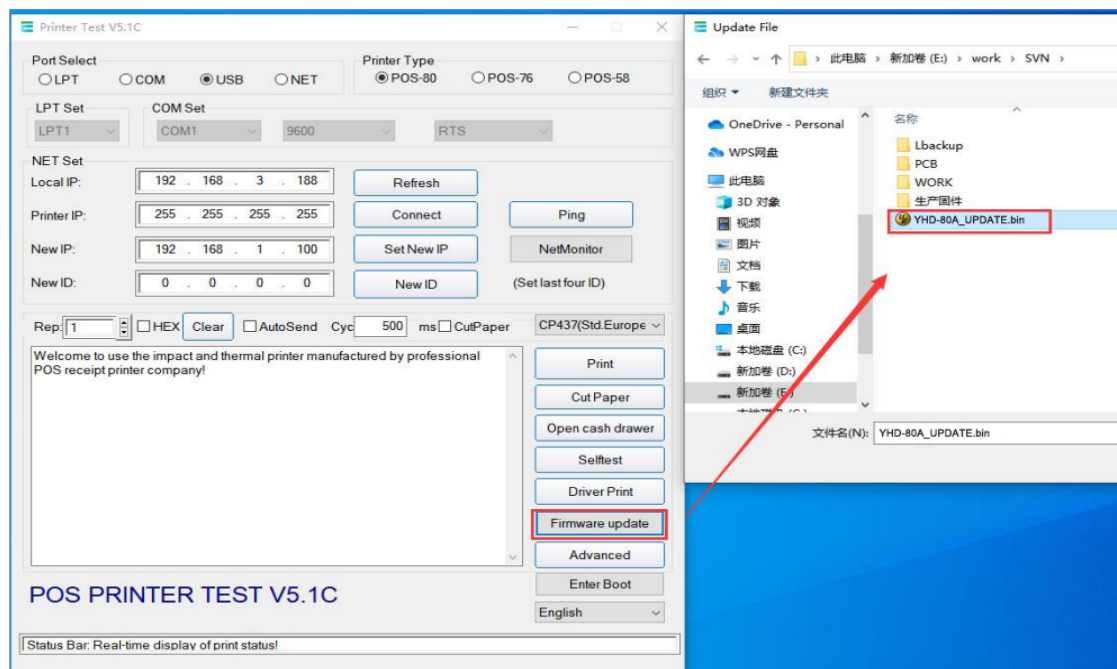 Printer Test V5.1C
Port Select
LPT COM USB NET
Printer Type
POS-80 POS-76 POS-58
LPT Set
LPT1
COM Set
COM1 9600 RTS
NET Set
Local IP: 192 . 168 . 3 . 188 Refresh
Printer IP: 255 . 255 . 255 . 255 Connect Ping
New IP: 192 . 168 . 1 . 100 Set New IP NetMonitor
New ID: 0 . 0 . 0 . 0 New ID (Set last four ID)
Rep: 1 HEX Clear AutoSend Cyc 500 ms CutPaper CP437(Std.Europe
Welcome to use the impact and thermal printer manufactured by professional
POS receipt printer company!
Print
Cut Paper
Open cash drawer
Selftest
Driver Print
Firmware update
Advanced
Enter Boot
English
POS PRINTER TEST V5.1C
Status Bar: Real-time display of print status!
Update File
此电脑 > 新加卷 (E:) > work > SVN >
组织 新建文件夹
OneDrive - Personal
WPS网盘
此电脑
3D 对象
视频
图片
文档
下载
音乐
桌面
本地磁盘 (C:)
新加卷 (D:)
新加卷 (E:)
名称
Lbackup
PCB
WORK
生产固件
YHD-80A_UPDATE.bin
文件名(N): YHD-80A_UPDATE.bin